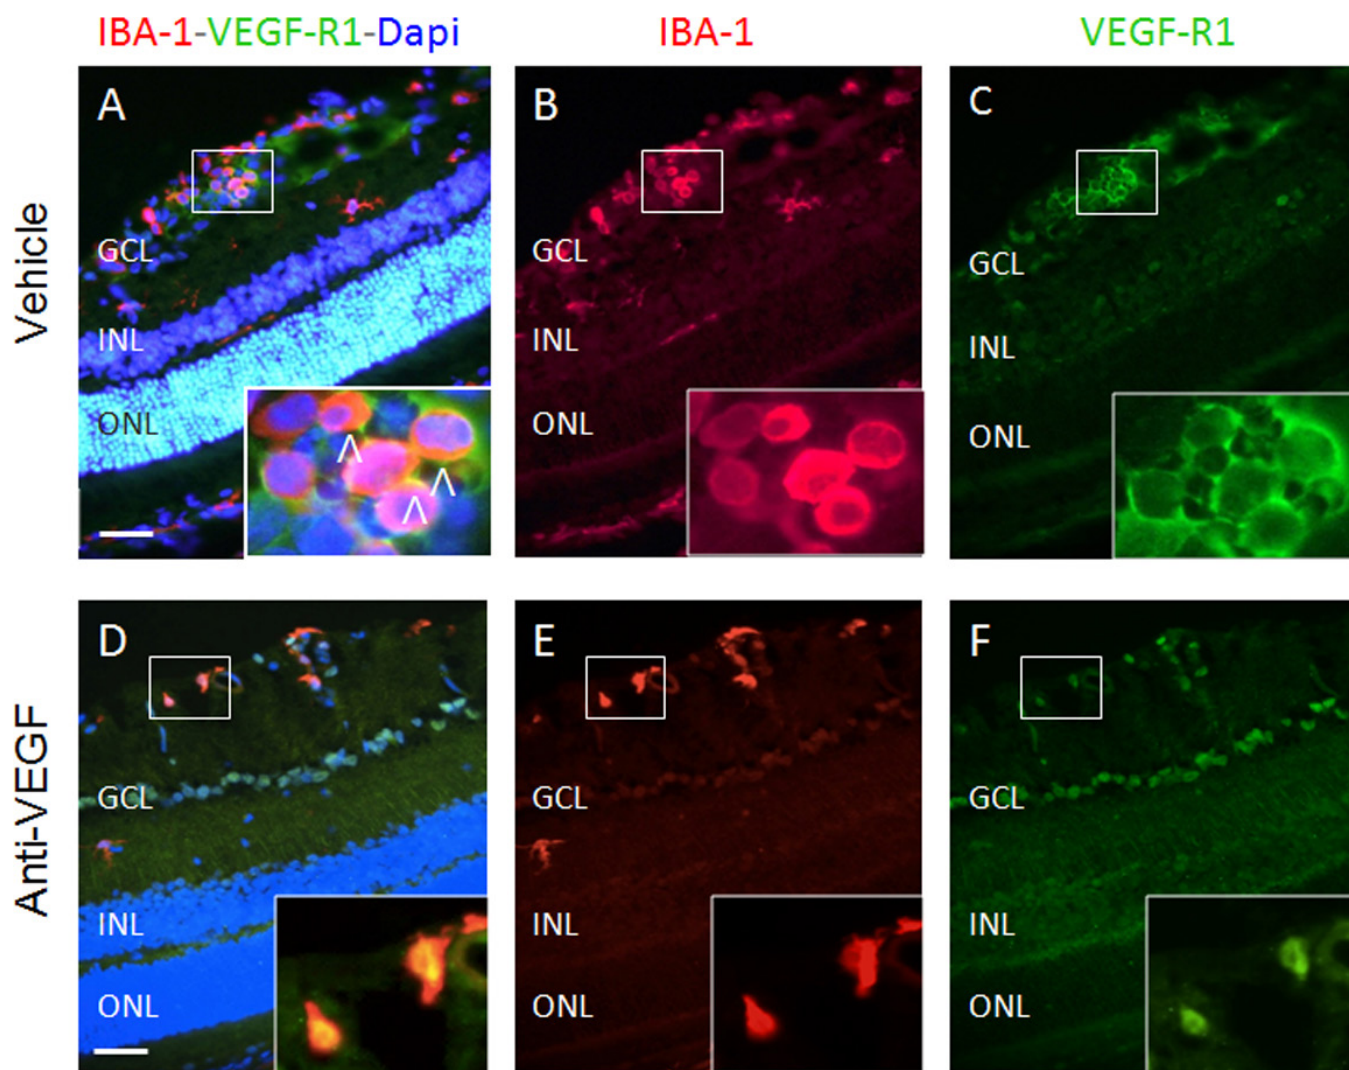 IBA-1-VEGF-R1-Dapi
IBA-1
VEGF-R1
Vehicle
A
GCL
INL
ONL
B
GCL
INL
ONL
C
GCL
INL
ONL
Anti-VEGF
D
GCL
INL
ONL
E
GCL
INL
ONL
F
GCL
INL
ONL